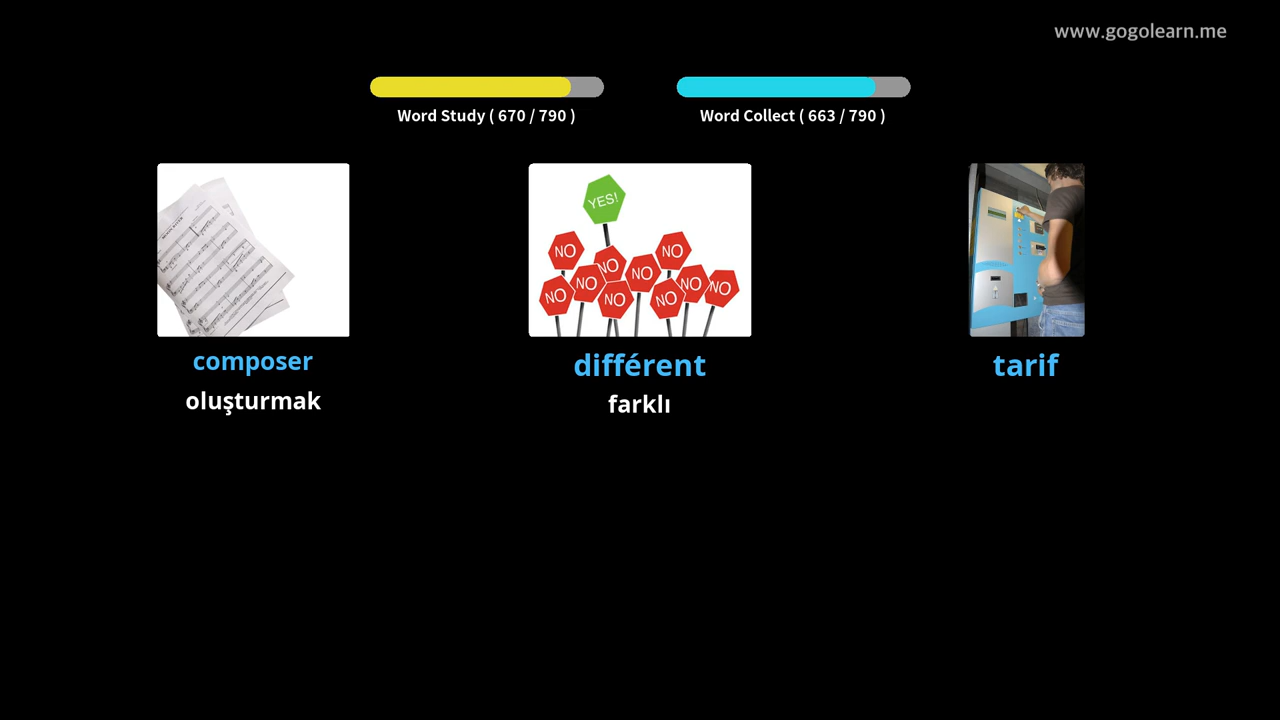 www.gogolearn.me
Word Study ( 670 / 790 )
Word Collect ( 663 / 790 )
YES!
NO
NO
NO
NO
NO
NO
NO
NO
NO
NO
composer
différent
tarif
oluşturmak
farklı